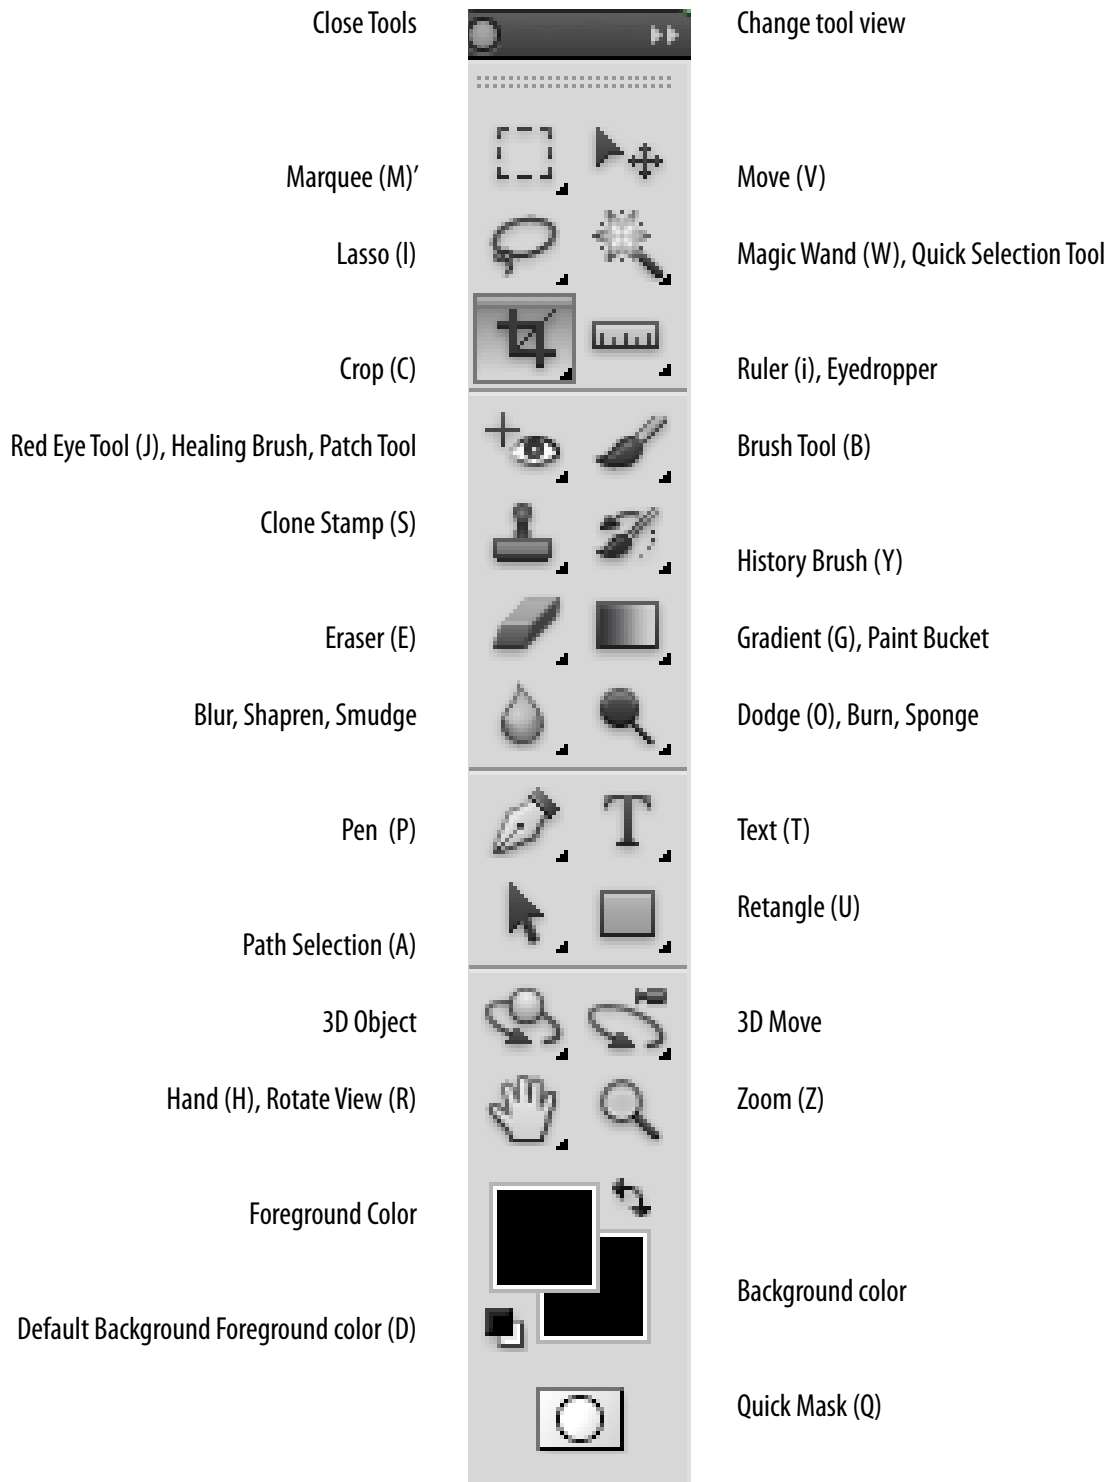 Close Tools
Change tool view
Marquee (M)’
Move (V)
Lasso (l)
Magic Wand (W), Quick Selection Tool
Crop (C)
Ruler (i), Eyedropper
Red Eye Tool (J), Healing Brush, Patch Tool
Brush Tool (B)
Clone Stamp (S)
History Brush (Y)
Eraser (E)
Gradient (G), Paint Bucket
Blur, Shapren, Smudge
Dodge (O), Burn, Sponge
Pen  (P)
T
Text (T)
Retangle (U)
Path Selection (A)
3D Object
3D Move
Hand (H), Rotate View (R)
Zoom (Z)
Foreground Color
Background color
Default Background Foreground color (D)
Quick Mask (Q)